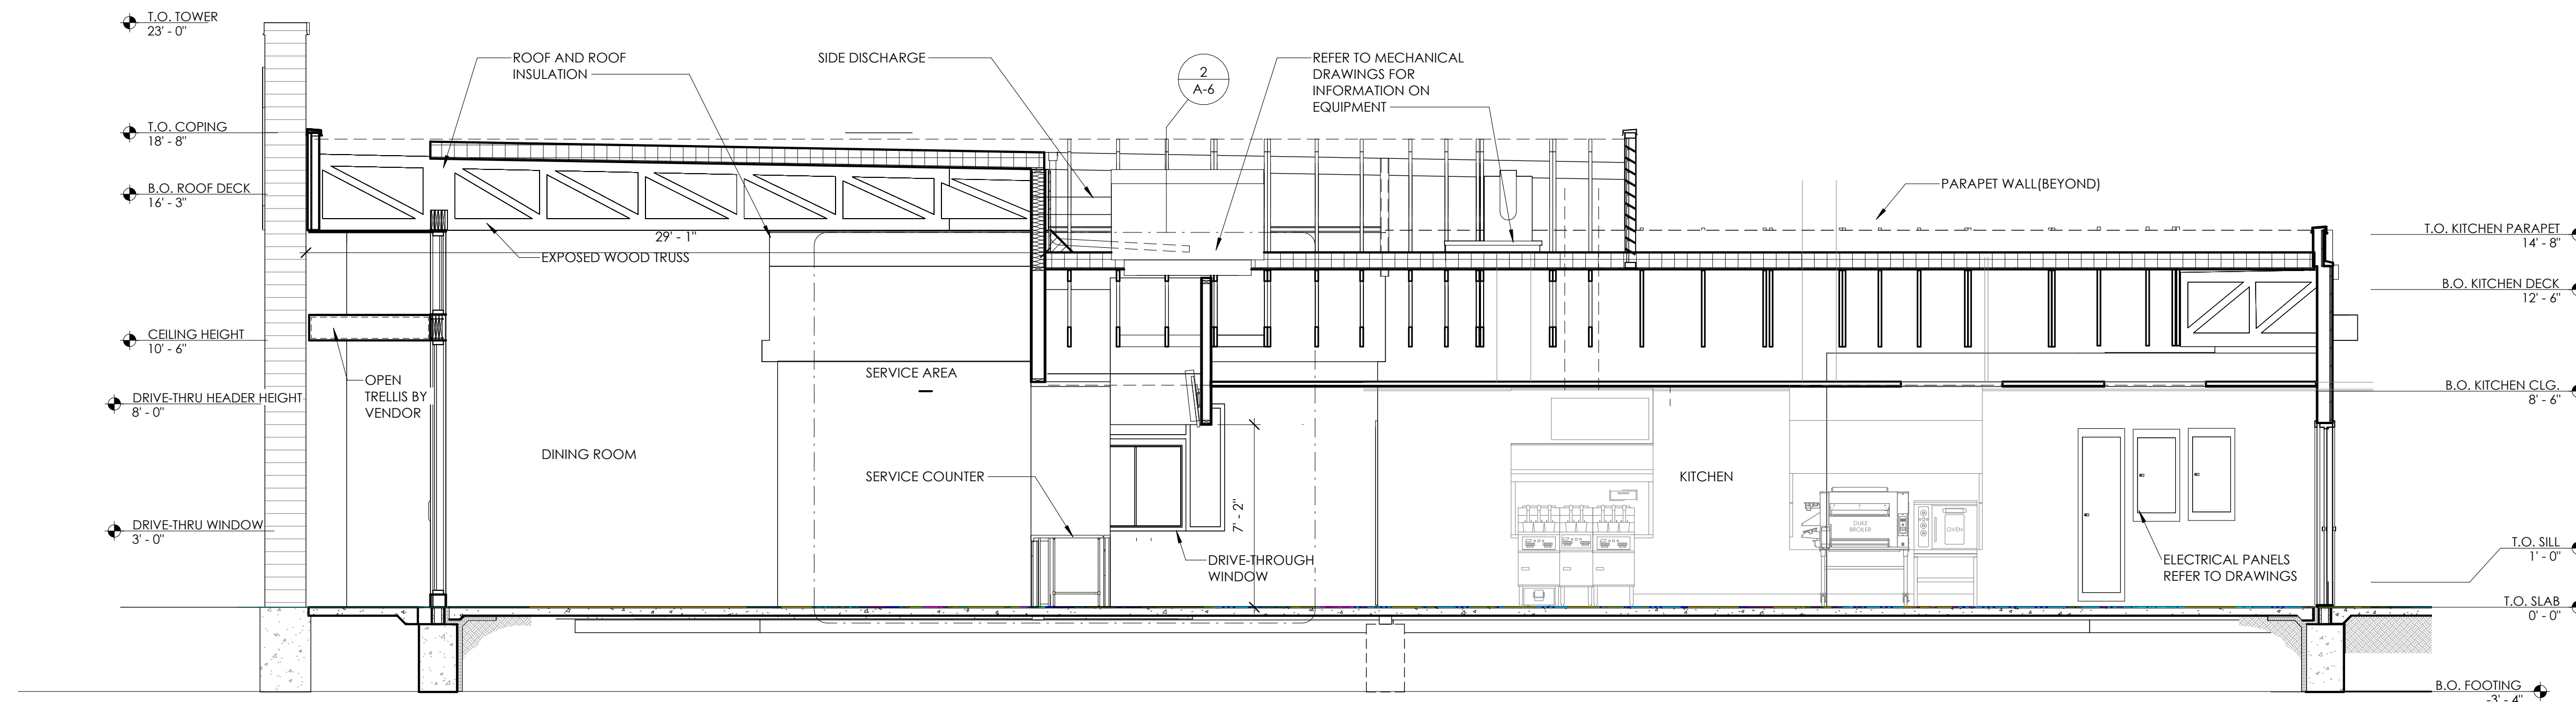 T.O. TOWER
23' - 0"
ROOF AND ROOF
INSULATION
SIDE DISCHARGE
2
A-6
REFER TO MECHANICAL
DRAWINGS FOR
INFORMATION ON
EQUIPMENT
T.O. COPING
18' - 8"
B.O. ROOF DECK
16' - 3"
PARAPET WALL(BEYOND)
29' - 1"
EXPOSED WOOD TRUSS
T.O. KITCHEN PARAPET
14' - 8"
B.O. KITCHEN DECK
12' - 6"
CEILING HEIGHT
10' - 6"
OPEN
TRELLIS BY
VENDOR
SERVICE AREA
B.O. KITCHEN CLG.
8' - 6"
DRIVE-THRU HEADER HEIGHT
8' - 0"
DINING ROOM
SERVICE COUNTER
KITCHEN
7' - 2"
DRIVE-THRU WINDOW
3' - 0"
DUKE
BROILER
OVEN
DRIVE-THROUGH
WINDOW
ELECTRICAL PANELS
REFER TO DRAWINGS
T.O. SILL
1' - 0"
T.O. SLAB
0' - 0"
B.O. FOOTING
-3' - 4"